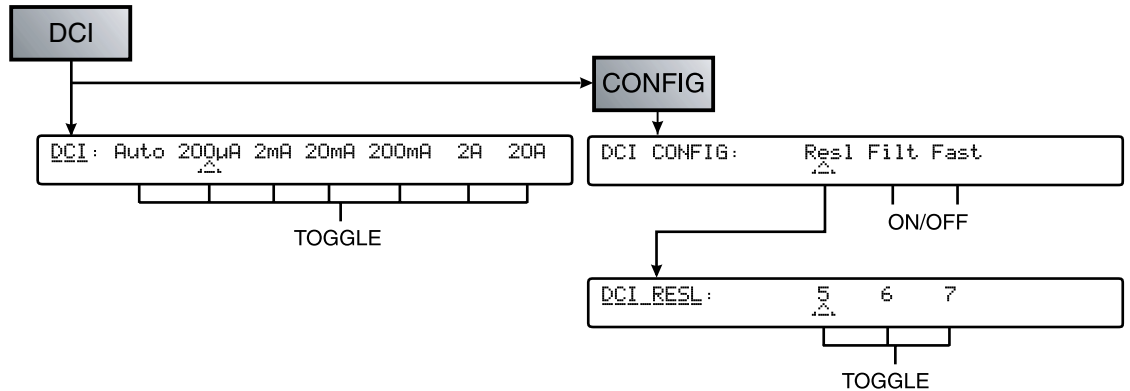 DCI
CONFIG
DCI: Auto 200µA 2mA 20mA 200mA 2A 20A
TOGGLE
DCI CONFIG: Resl Filt Fast
ON/OFF
DCI RESL: 5 6 7
TOGGLE